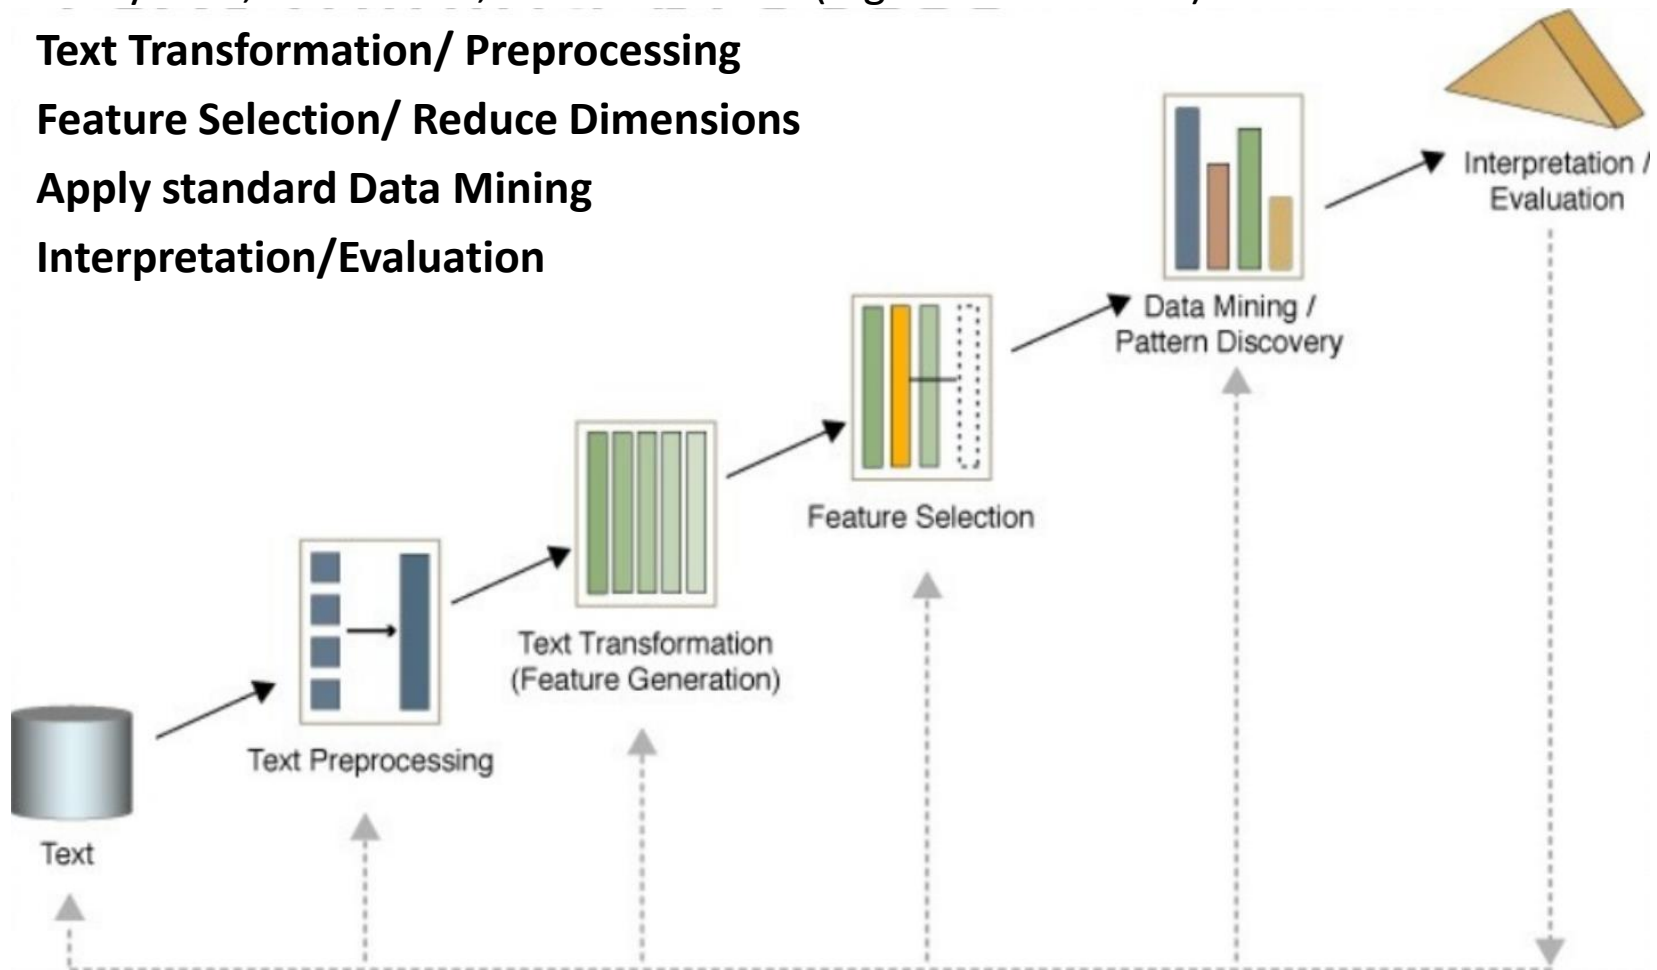 Text Transformation/ Preprocessing
Feature Selection/ Reduce Dimensions
Apply standard Data Mining
Interpretation/Evaluation
Interpretation /
Evaluation
Data Mining /
Pattern Discovery
Feature Selection
Text Transformation
(Feature Generation)
Text Preprocessing
Text